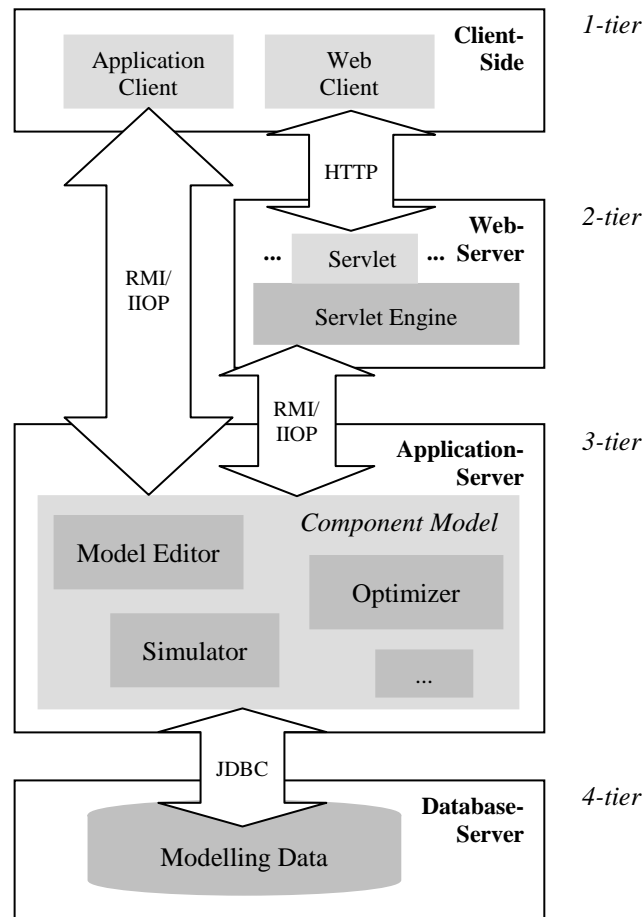 1-tier
Client-
Side
Application
Client
Web
Client
HTTP
2-tier
Web-
Server
... Servlet ...
Servlet Engine
RMI/
IIOP
RMI/
IIOP
3-tier
Application-
Server
Component Model
Model Editor
Optimizer
Simulator
...
JDBC
4-tier
Database-
Server
Modelling Data